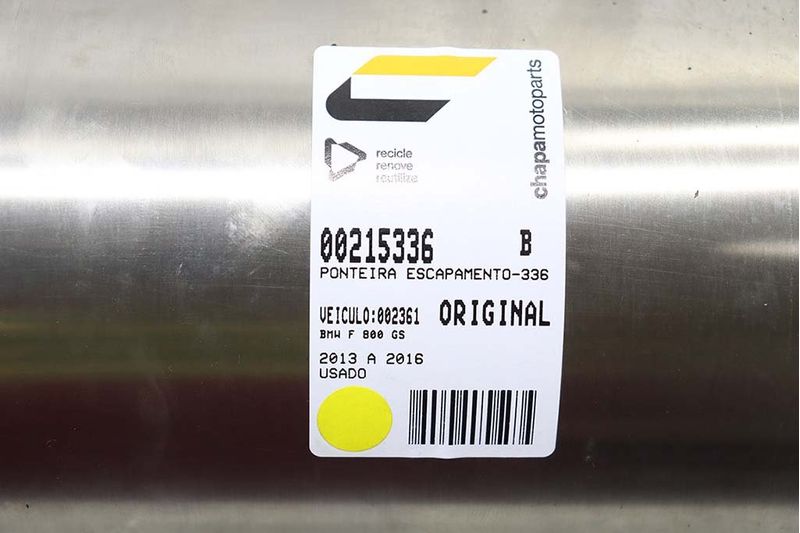 chapamotoparts
recicle
renove
reutilize
00215336 B
PONTEIRA ESCAPAMENTO-336
VEICULO:002361 ORIGINAL
BMW F 800 GS
2013 A 2016
USADO